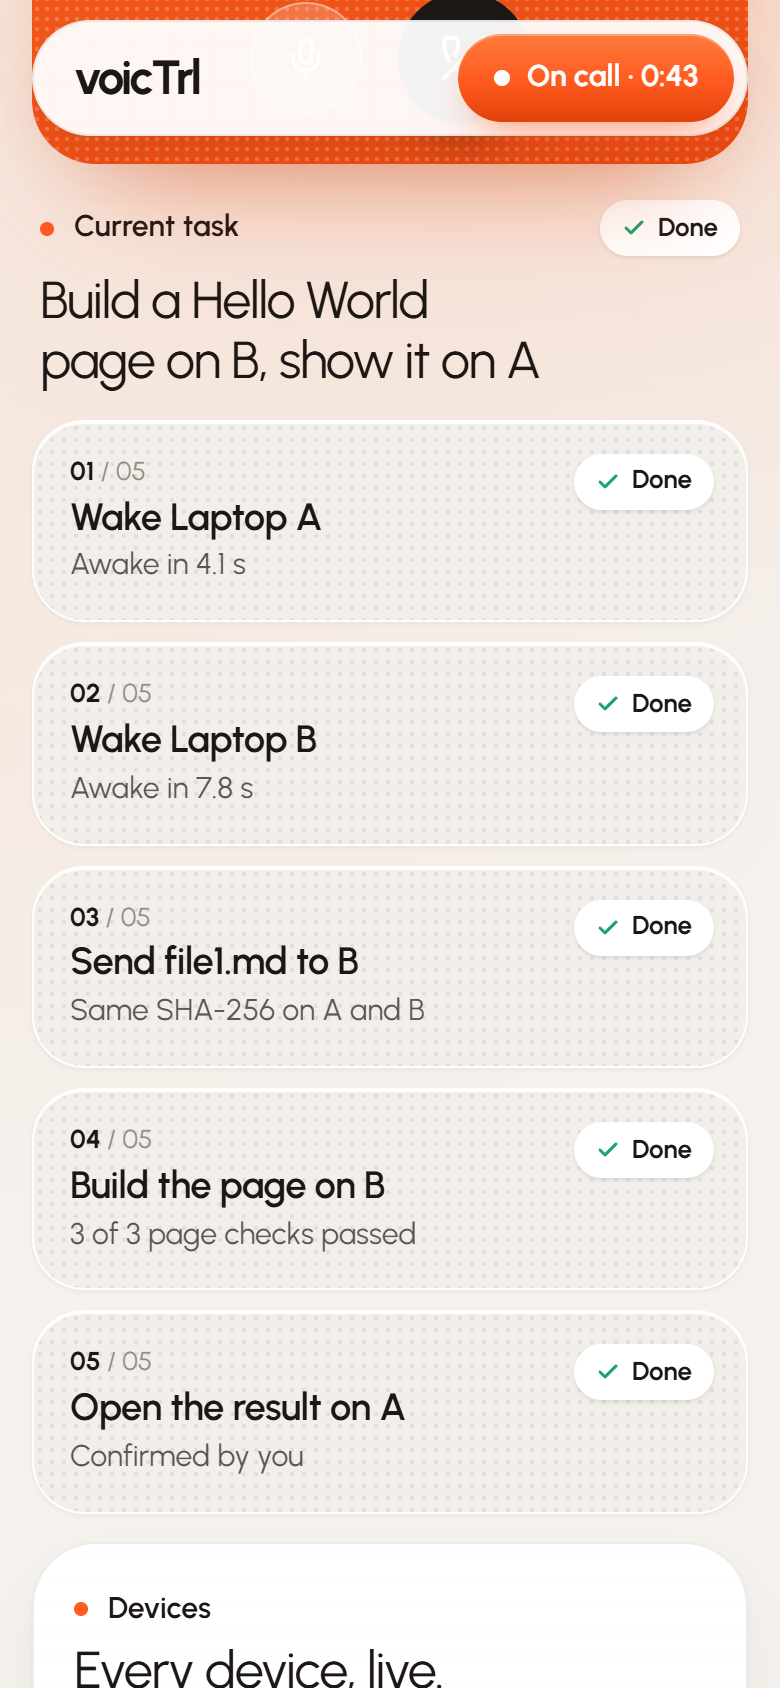 voicTrl
On call · 0:43
Current task
Done
Build a Hello World
page on B, show it on A
01 / 05
Done
Wake Laptop A
Awake in 4.1 s
02 / 05
Done
Wake Laptop B
Awake in 7.8 s
03 / 05
Done
Send file1.md to B
Same SHA-256 on A and B
04 / 05
Done
Build the page on B
3 of 3 page checks passed
05 / 05
Done
Open the result on A
Confirmed by you
Devices
Every device, live.